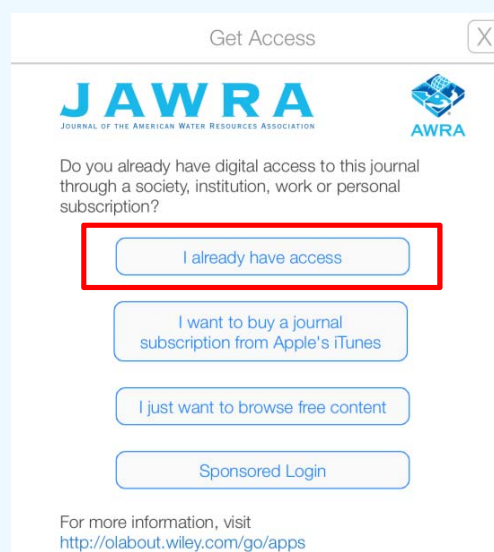 Get Access
X
JAWRA
JOURNAL OF THE AMERICAN WATER RESOURCES ASSOCIATION
AWRA
Do you already have digital access to this journal
through a society, institution, work or personal
subscription?
I already have access
I want to buy a journal
subscription from Apple's iTunes
I just want to browse free content
Sponsored Login
For more information, visit
http://olabout.wiley.com/go/apps